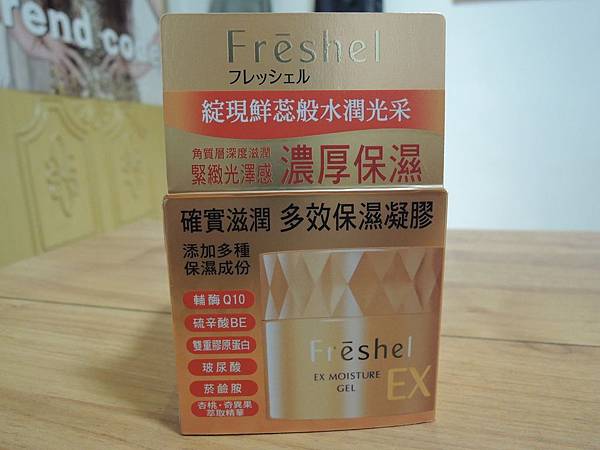 rend co
Frēshel
フレッシェル
綻現鮮蕊般水潤光采
角質層深度滋潤
緊緻光澤感
濃厚保濕
確實滋潤 多效保濕凝膠
添加多種
保濕成份
輔酶Q10
硫辛酸BE
雙重膠原蛋白
玻尿酸
菸鹼胺
杏桃・奇異果
萃取精華
Frēshel
EX MOISTURE
GEL
EX